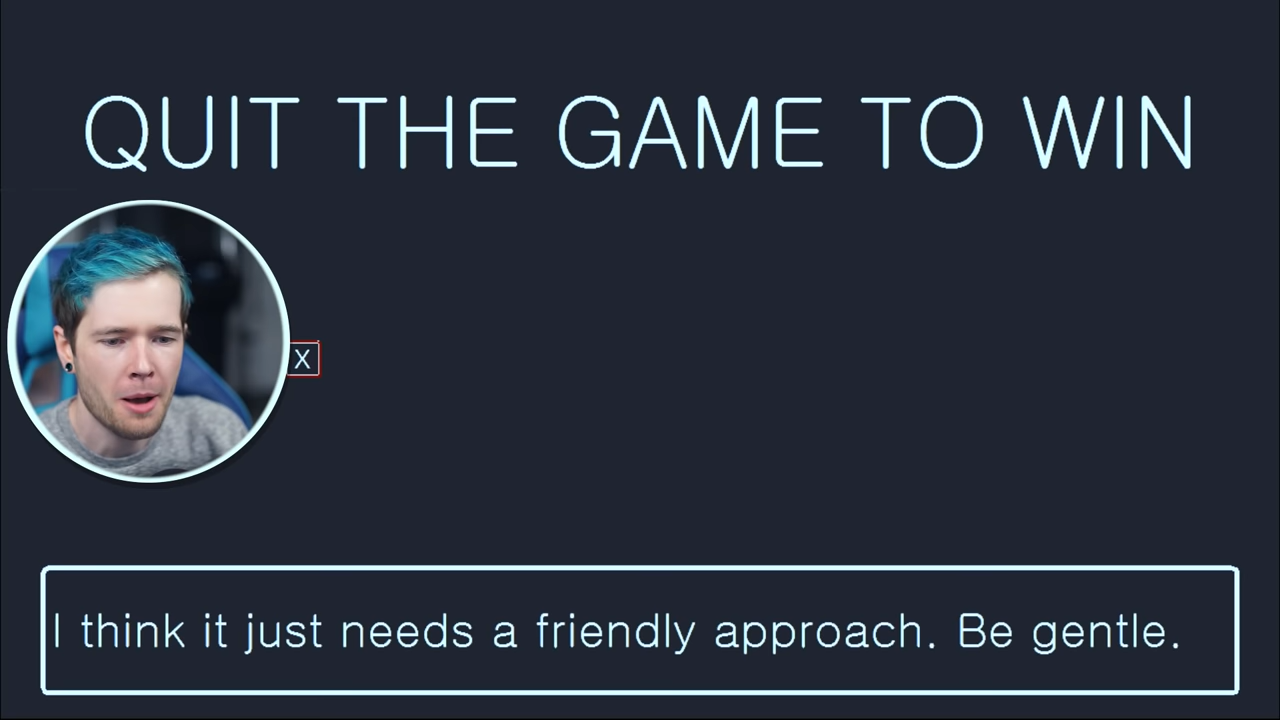 QUIT THE GAME TO WIN
X
I think it just needs a friendly approach. Be gentle.